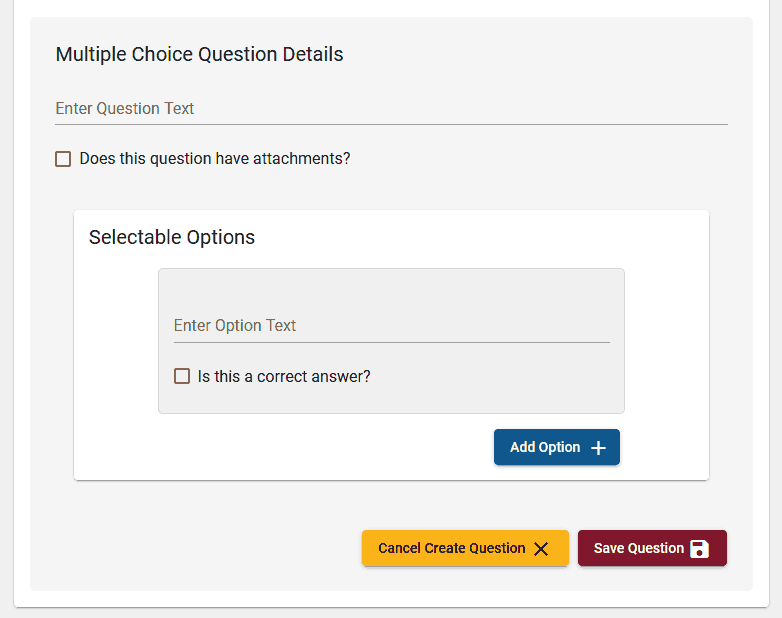 Multiple Choice Question Details
Enter Question Text
Does this question have attachments?
Selectable Options
Enter Option Text
Is this a correct answer?
Add Option
Cancel Create Question
Save Question